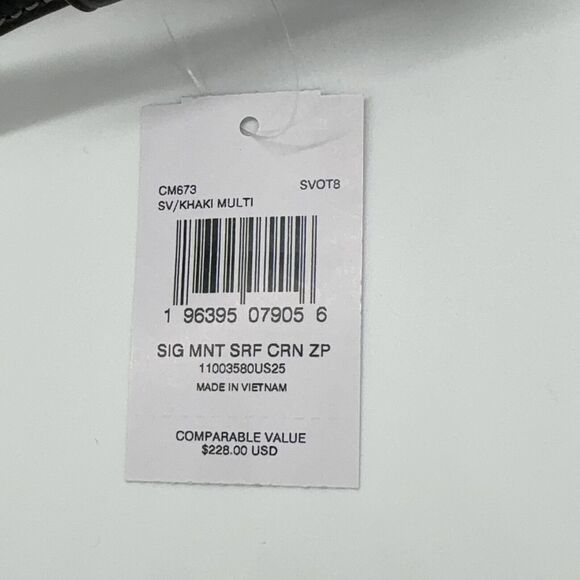 CM673 SVOT8
SV/KHAKI MULTI
1 96395 07905 6
SIG MNT SRF CRN ZP
11003580US25
MADE IN VIETNAM
COMPARABLE VALUE
$228.00 USD